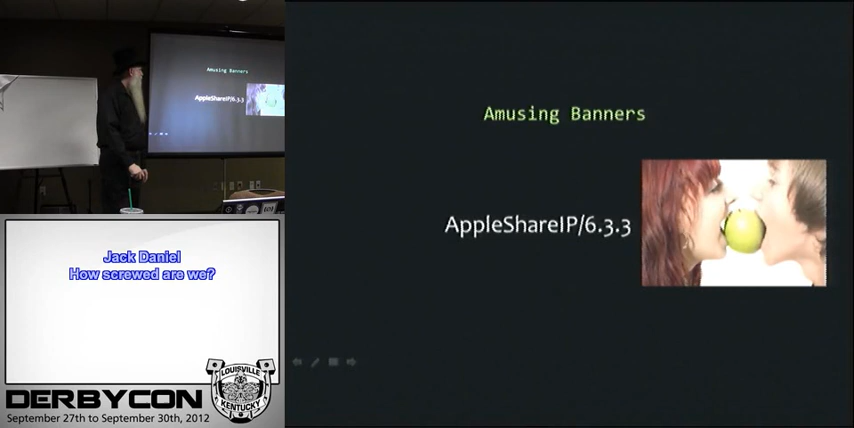 Amusing Banners
AppleShareIP/6.3.3
Amusing Banners
AppleShareIP/6.3.3
Jack Daniel
How screwed are we?
DERBYCON
September 27th to September 30th, 2012
LOUISVILLE
KENTUCKY